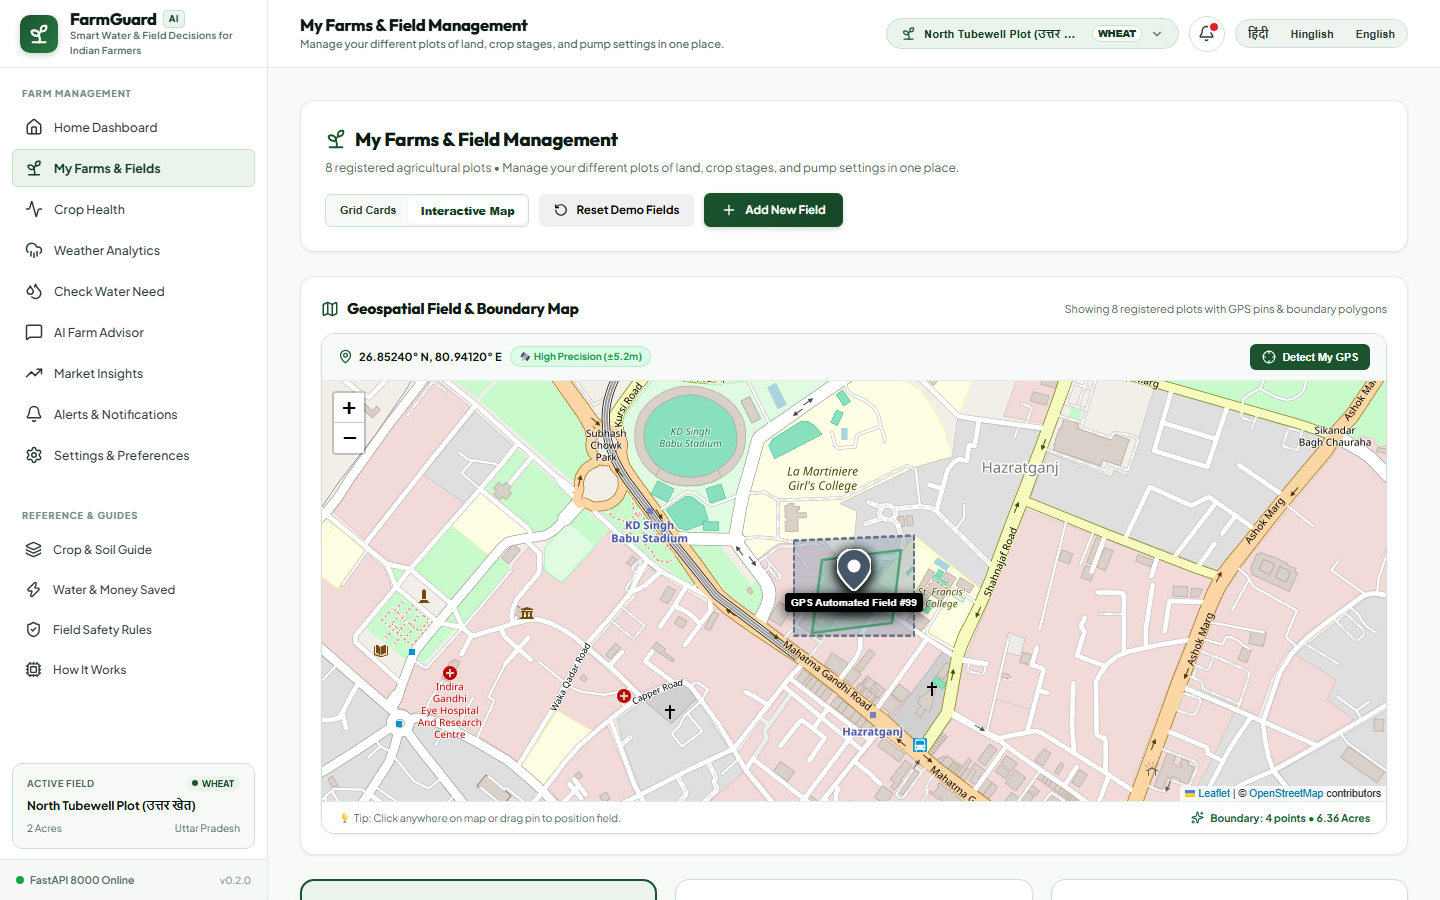 FarmGuard AI
Smart Water & Field Decisions for
Indian Farmers
My Farms & Field Management
Manage your different plots of land, crop stages, and pump settings in one place.
North Tubewell Plot (उत्तर ... WHEAT
हिंदी Hinglish English
FARM MANAGEMENT
Home Dashboard
My Farms & Fields
Crop Health
Weather Analytics
Check Water Need
AI Farm Advisor
Market Insights
Alerts & Notifications
Settings & Preferences
REFERENCE & GUIDES
Crop & Soil Guide
Water & Money Saved
Field Safety Rules
How It Works
ACTIVE FIELD WHEAT
North Tubewell Plot (उत्तर खेत)
2 Acres Uttar Pradesh
FastAPI 8000 Online v0.2.0
My Farms & Field Management
8 registered agricultural plots • Manage your different plots of land, crop stages, and pump settings in one place.
Grid Cards Interactive Map Reset Demo Fields + Add New Field
Geospatial Field & Boundary Map
Showing 8 registered plots with GPS pins & boundary polygons
26.85240° N, 80.94120° E High Precision (±5.2m) Detect My GPS
+
−
Kursi Road
Subhash
Chowk
Park
KD Singh
Babu Stadium
La Martiniere
Girl's College
Hazratganj
Ashok Marg
Sikandar
Bagh Chauraha
KD Singh
Babu Stadium
Ashok Marg
Shahnajaf Road
GPS Automated Field #99
St. Francis'
College
Ashok Marg
Mahatma Gandhi Road
Waka Qadar Road
Capper Road
Indira
Gandhi
Eye Hospital
And Research
Centre
Hazratganj
Mahatma G
Leaflet | © OpenStreetMap contributors
Tip: Click anywhere on map or drag pin to position field.
Boundary: 4 points • 6.36 Acres